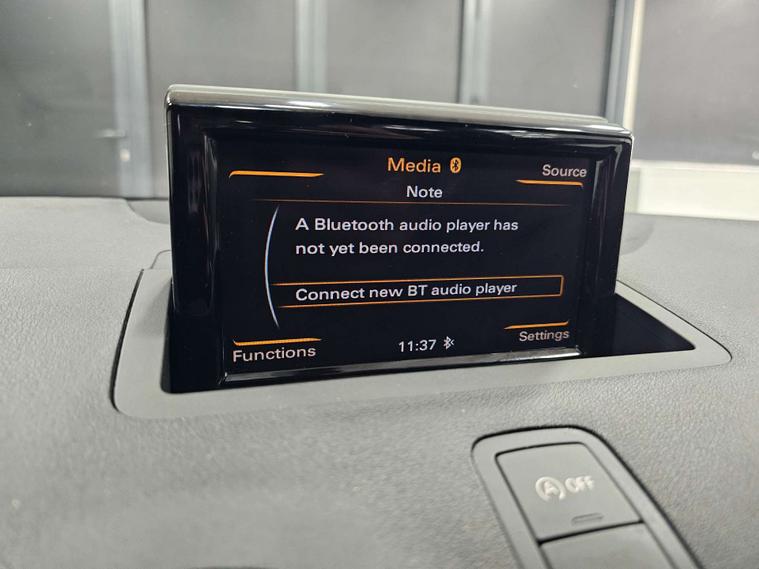 Media
Source
Note
A Bluetooth audio player has
not yet been connected.
Connect new BT audio player
Functions
11:37
Settings
A OFF